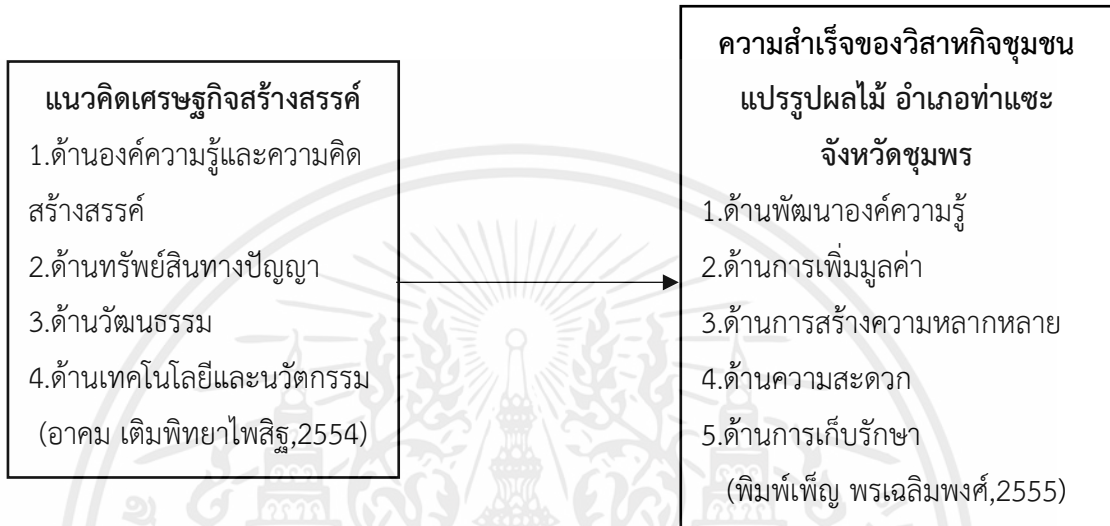 แนวคิดเศรษฐกิจสร้างสรรค์
1.ด้านองค์ความรู้และความคิด
สร้างสรรค์
2.ด้านทรัพย์สินทางปัญญา
3.ด้านวัฒนธรรม
4.ด้านเทคโนโลยีและนวัตกรรม
(อาคม เติมพิทยาไพสิฐ,2554)
ความสำเร็จของวิสาหกิจชุมชน
แปรรูปผลไม้ อำเภอท่าแซะ
จังหวัดชุมพร
1.ด้านพัฒนาองค์ความรู้
2.ด้านการเพิ่มมูลค่า
3.ด้านการสร้างความหลากหลาย
4.ด้านความสะดวก
5.ด้านการเก็บรักษา
(พิมพ์เพ็ญ พรเฉลิมพงศ์,2555)